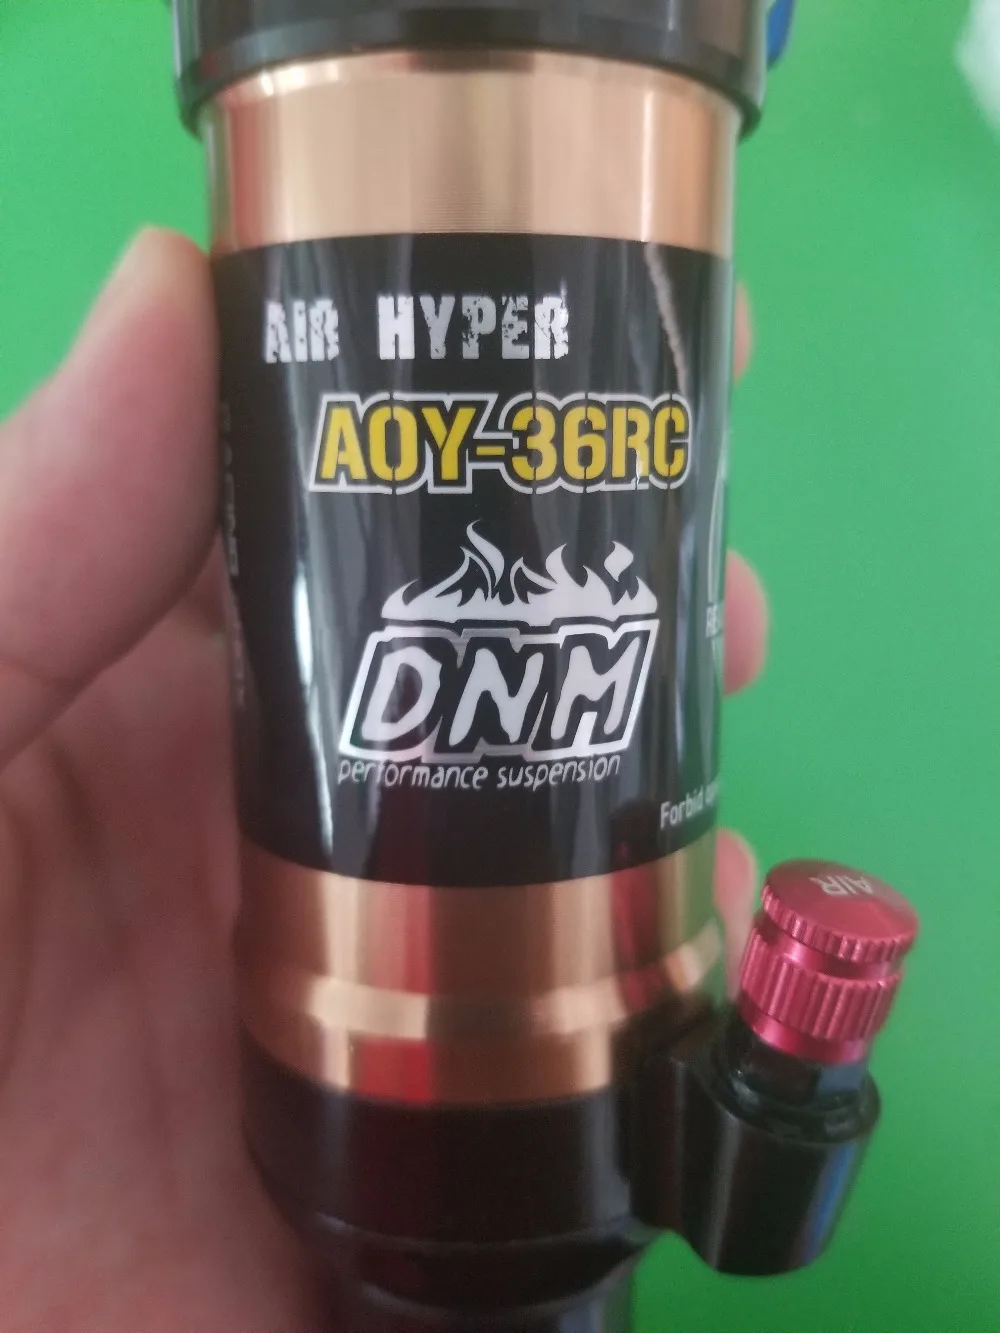 AIR HYPER
AOY-36RC
DNM
performance suspension
Forbid
AIR